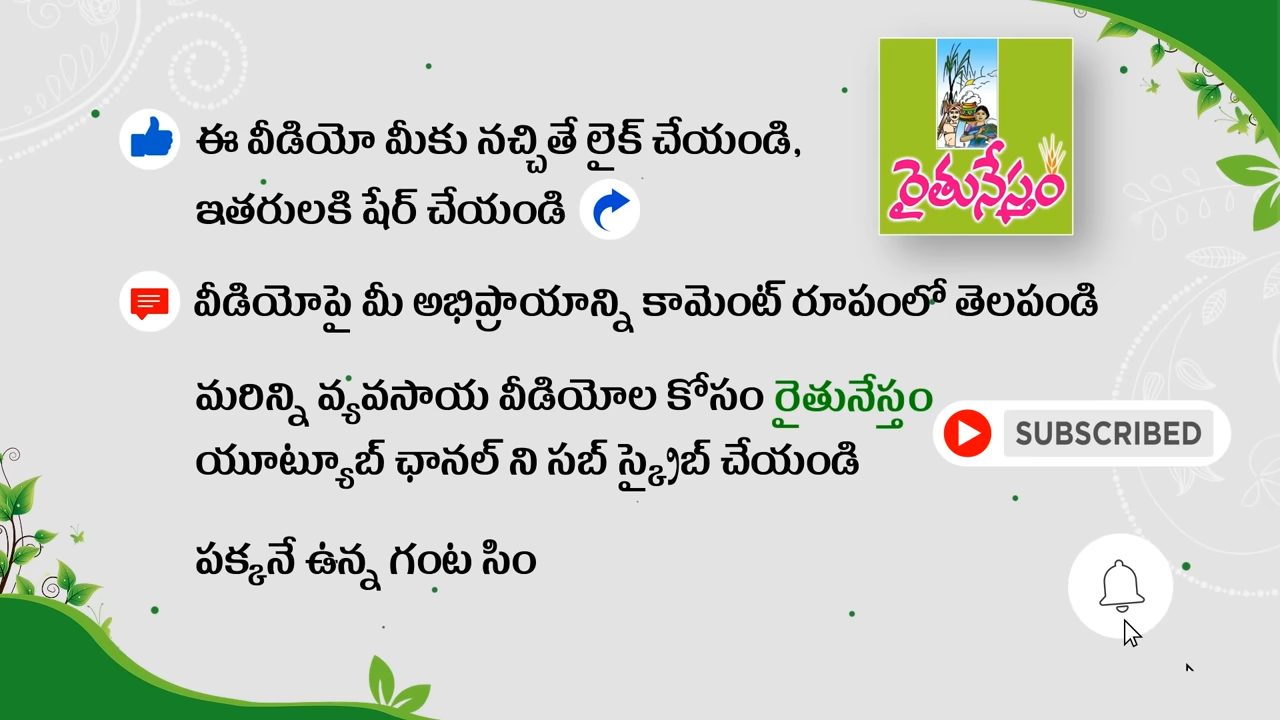 ఈ వీడియో మీకు నచ్చితే లైక్ చేయండి,
ఇతరులకి షేర్ చేయండి
రైతునేస్తం
వీడియోపై మీ అభిప్రాయాన్ని కామెంట్ రూపంలో తెలపండి
మరిన్ని వ్యవసాయ వీడియోల కోసం రైతునేస్తం
యూట్యూబ్ ఛానల్ ని సబ్ స్క్రైబ్ చేయండి
SUBSCRIBED
పక్కనే ఉన్న గంట సిం